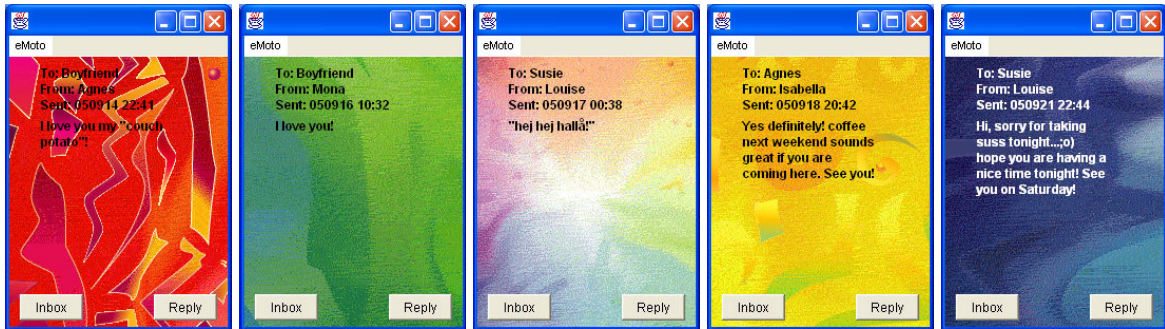 eMoto
To: Boyfriend
From: Agnes
Sent: 050914 22:41
I love you my "couch
potato"!
Inbox
Reply
eMoto
To: Boyfriend
From: Mona
Sent: 050916 10:32
I love you!
Inbox
Reply
eMoto
To: Susie
From: Louise
Sent: 050917 00:38
"hej hej hallå!"
Inbox
Reply
eMoto
To: Agnes
From: Isabella
Sent: 050918 20:42
Yes definitely! coffee
next weekend sounds
great if you are
coming here. See you!
Inbox
Reply
eMoto
To: Susie
From: Louise
Sent: 050921 22:44
Hi, sorry for taking
suss tonight...;o)
hope you are having a
nice time tonight! See
you on Saturday!
Inbox
Reply